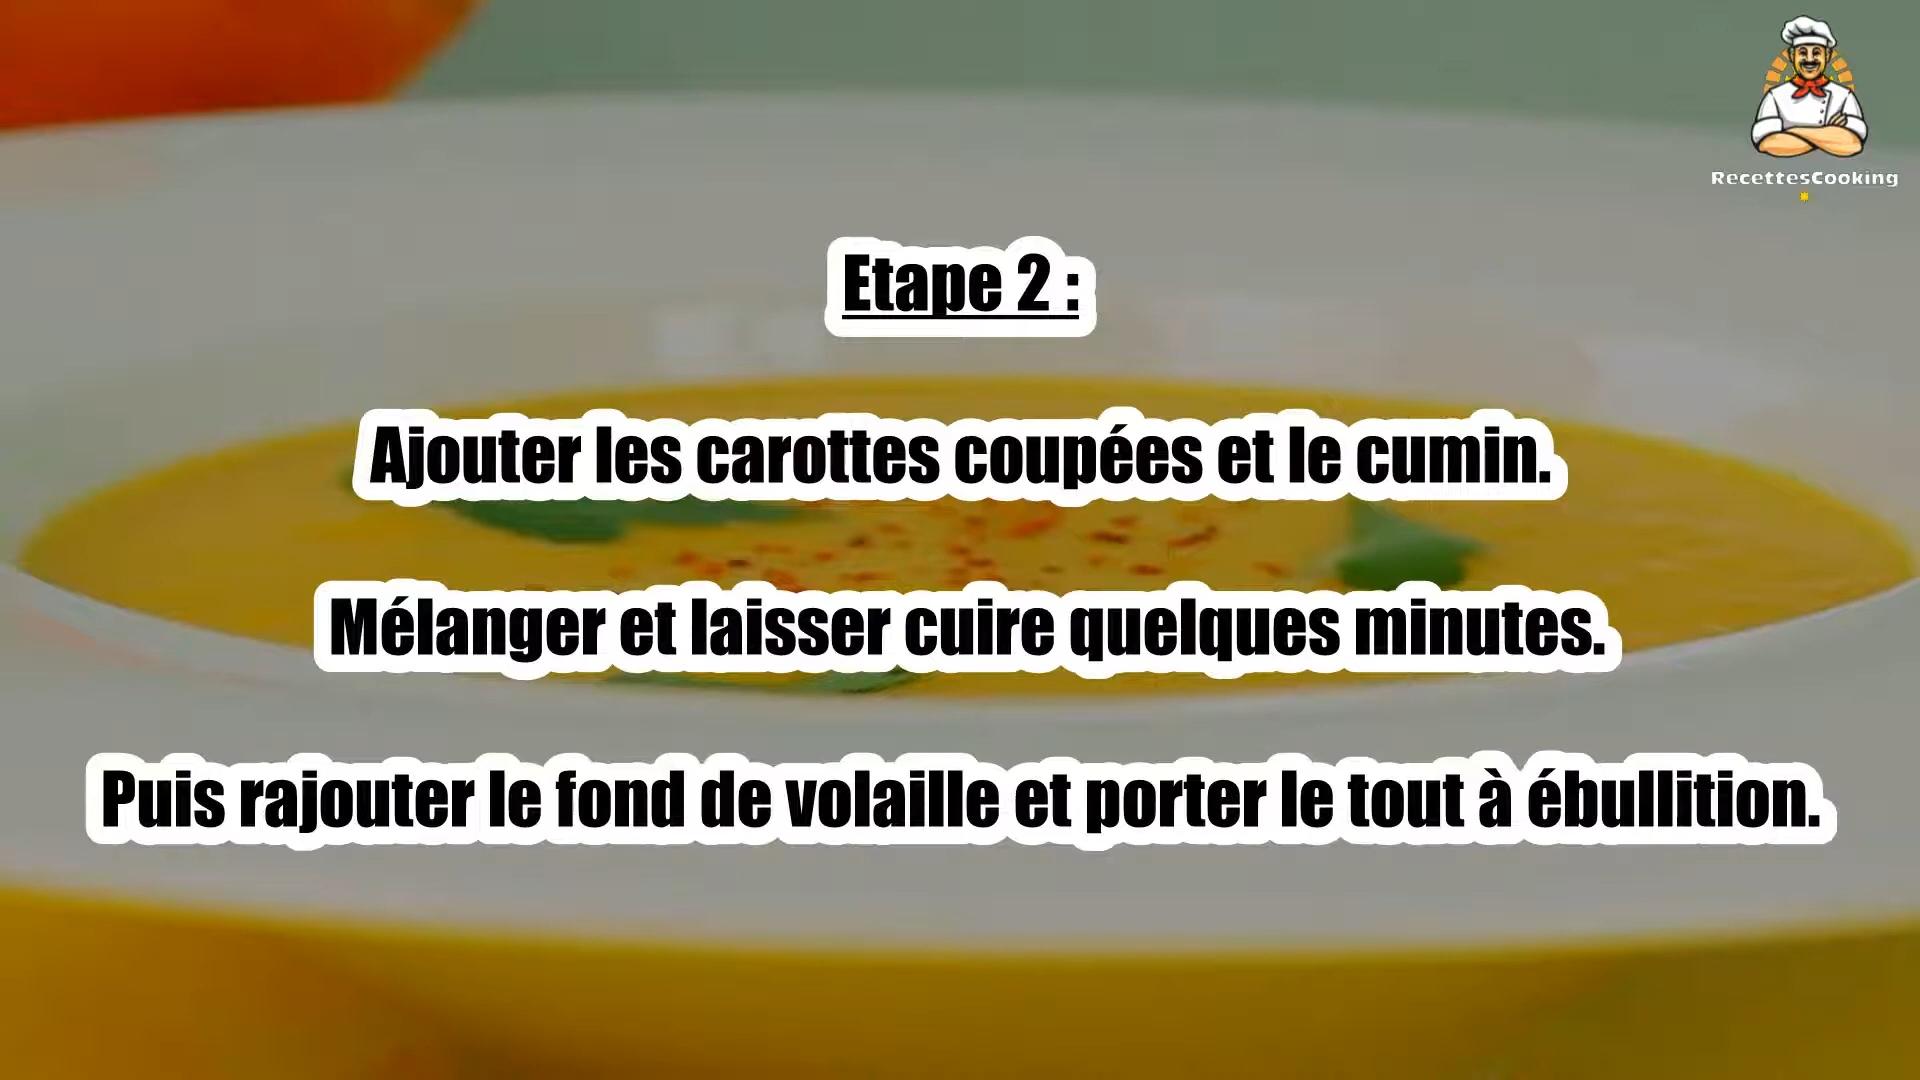 RecettesCooking
Etape 2 :
Ajouter les carottes coupées et le cumin.
Mélanger et laisser cuire quelques minutes.
Puis rajouter le fond de volaille et porter le tout à ébullition.